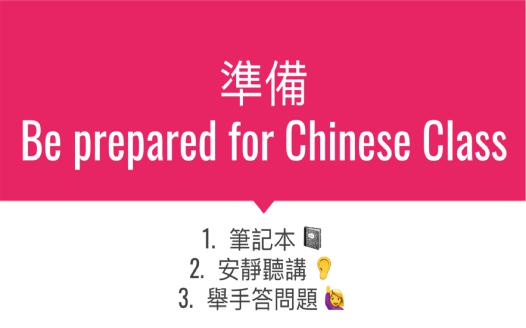 準備
Be prepared for Chinese Class
1. 筆記本
2. 安靜聽講
3. 舉手答問題